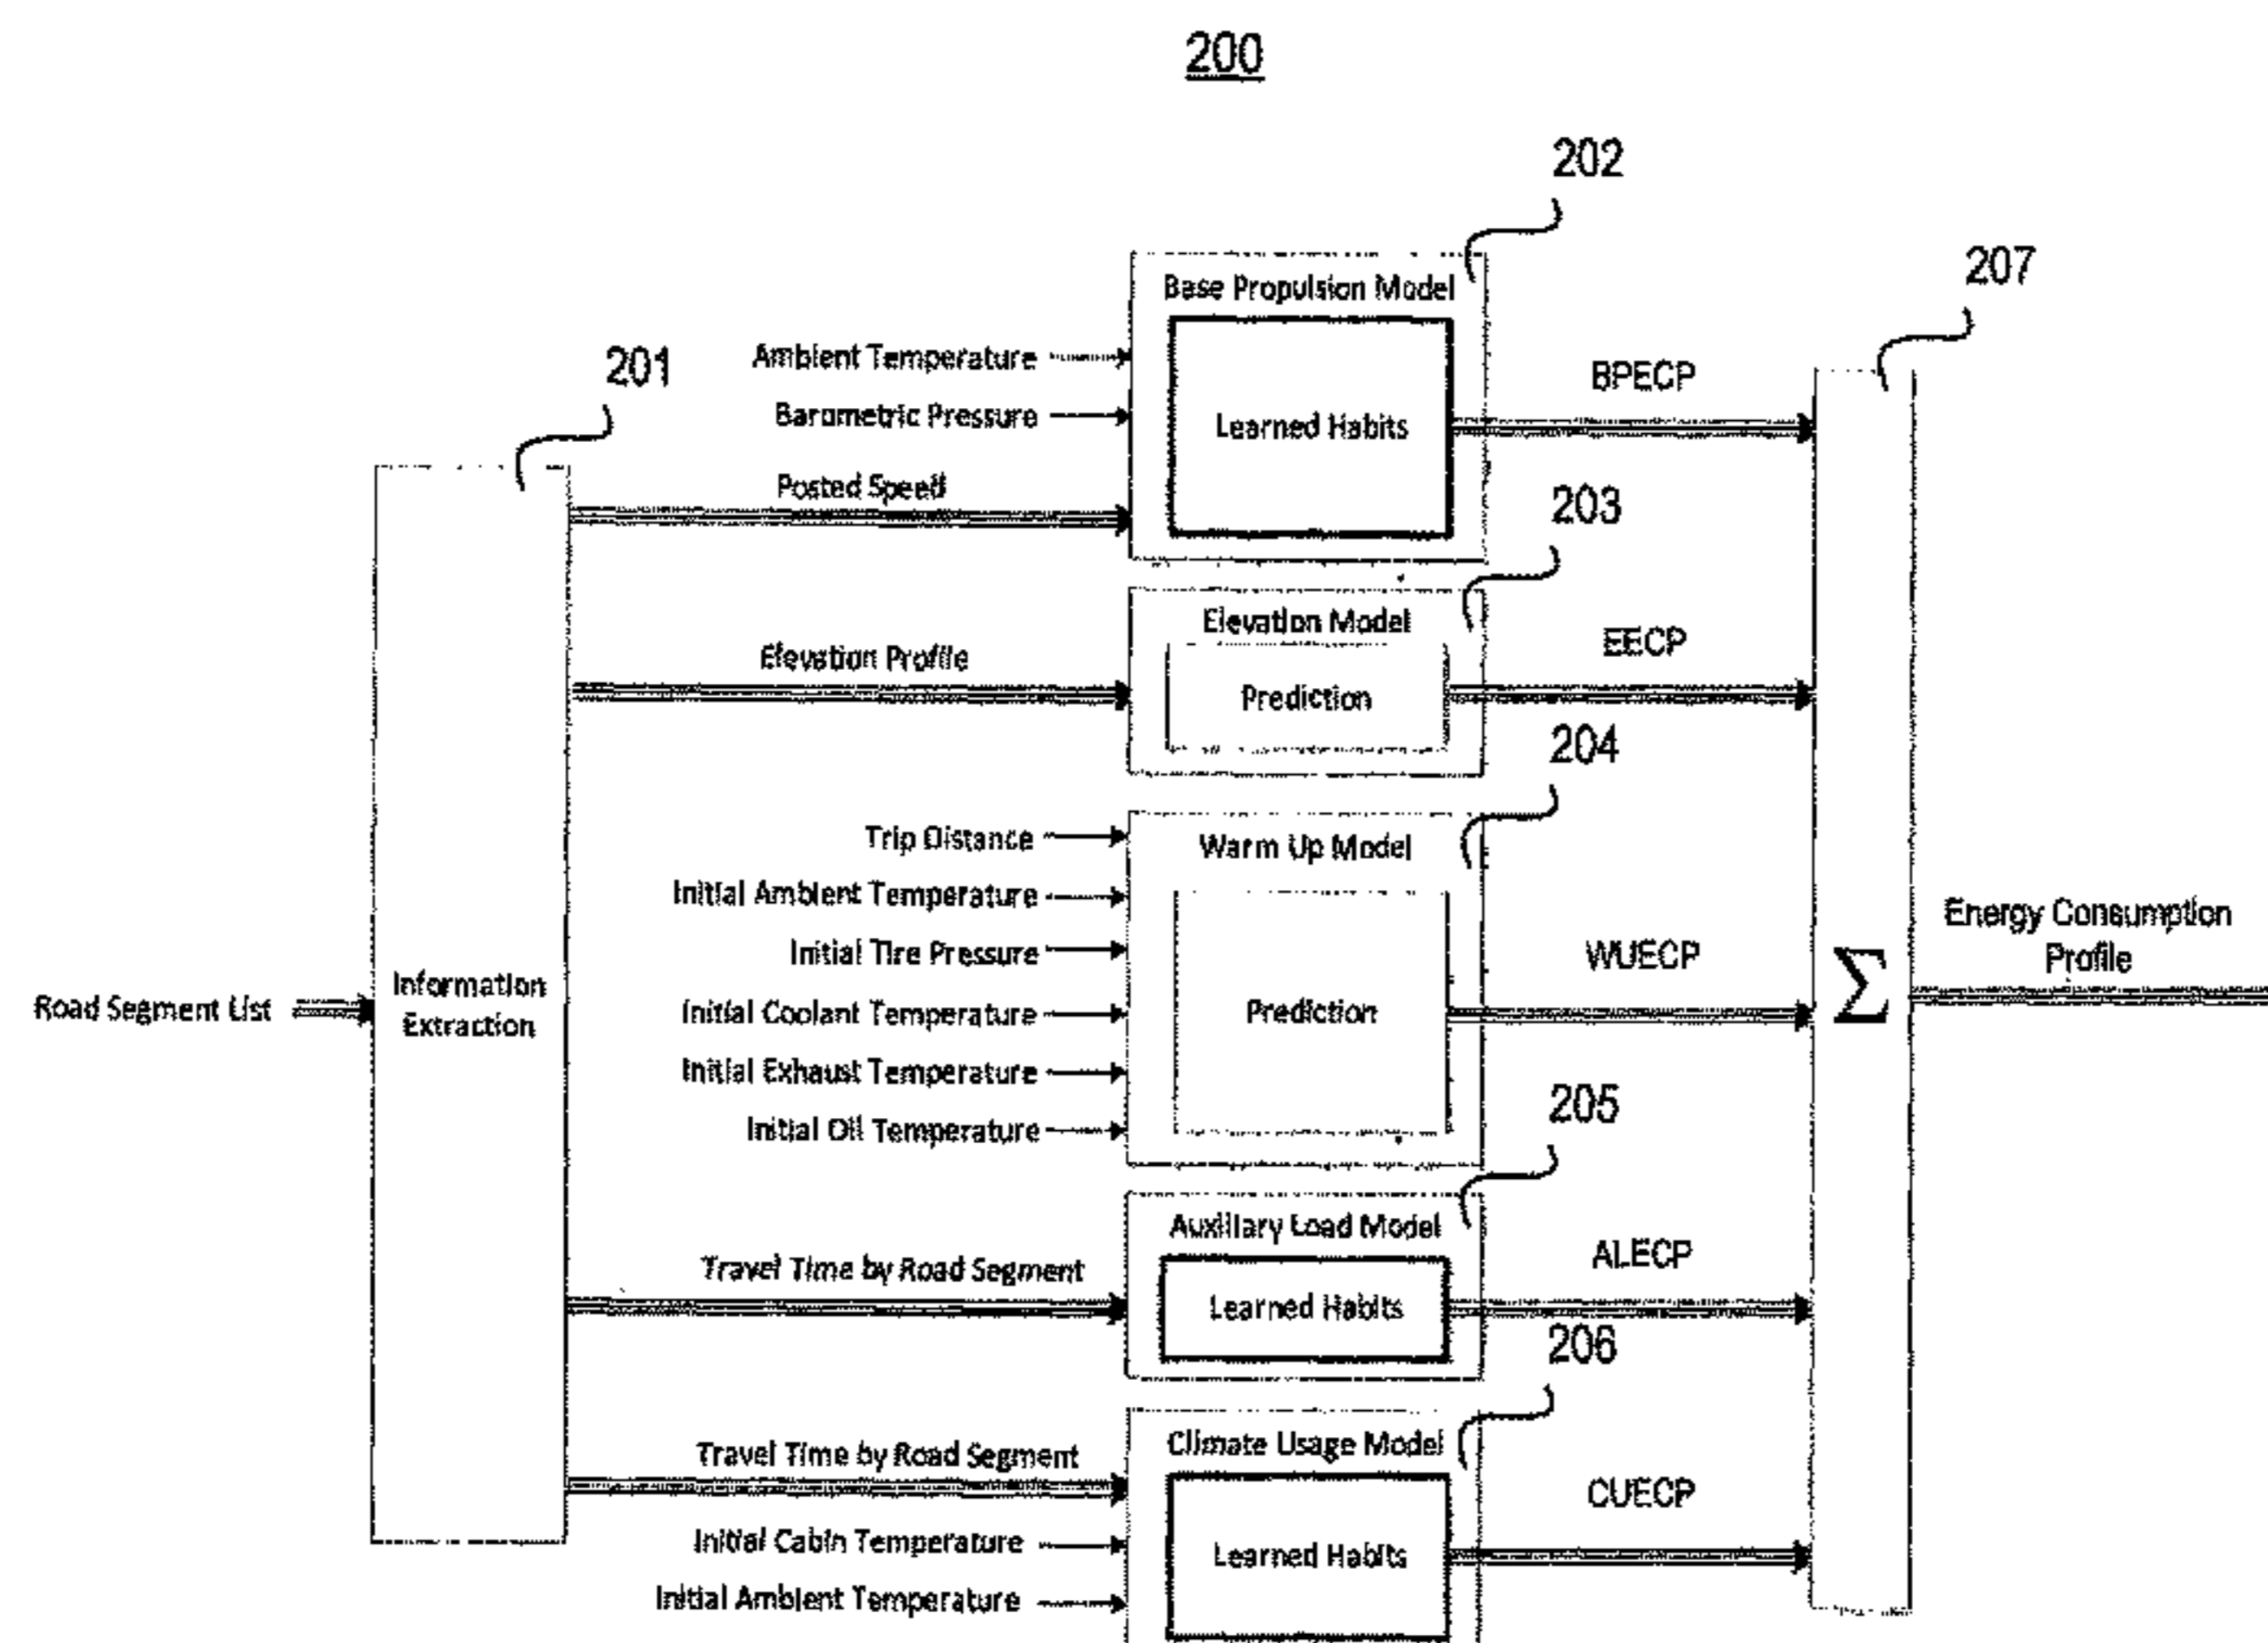 200
202
Base Propulsion Model
207
Ambient Temperature
201
BPECP
Barometric Pressure
Learned Habits
Posted Speed
203
Elevation Model
EECP
Elevation Profile
Prediction
204
Trip Distance
Warm Up Model
Initial Ambient Temperature
Energy Consumption
Profile
Initial Tire Pressure
WUECP
Σ
Information
Extraction
Road Segment List
Initial Coolant Temperature
Prediction
Initial Exhaust Temperature
205
Initial Oil Temperature
Auxillary Load Model
ALECP
Travel Time by Road Segment
Learned Habits
206
Climate Usage Model
Travel Time by Road Segment
CUECP
Initial Cabin Temperature
Learned Habits
Initial Ambient Temperature